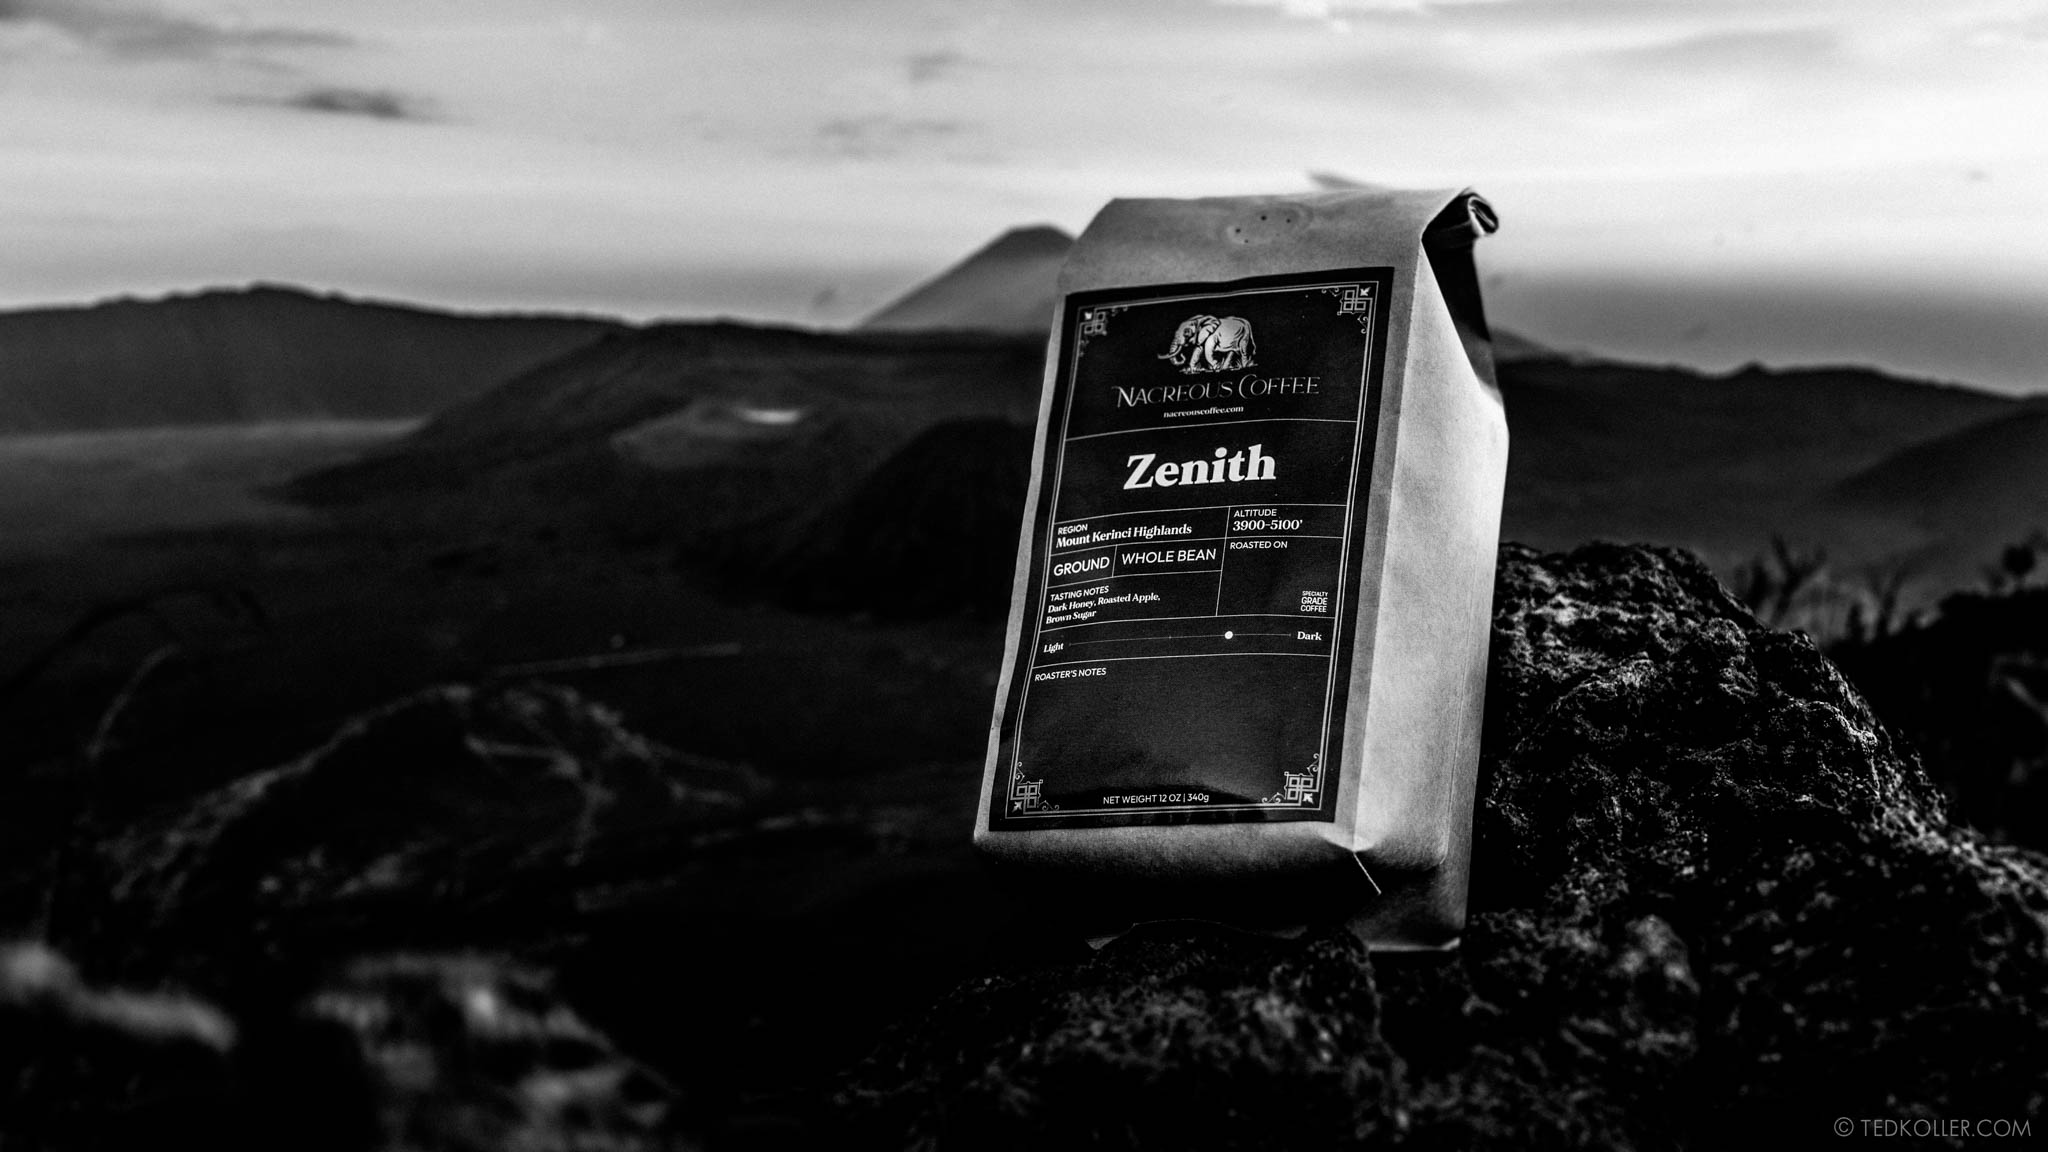 NACREOUS COFFEE
nacreouscoffee.com
Zenith
REGION
Mount Kerinci Highlands
ALTITUDE
3900-5100'
GROUND
WHOLE BEAN
ROASTED ON
TASTING NOTES
Dark Honey, Roasted Apple,
Brown Sugar
SPECIALTY
GRADE
COFFEE
Light
Dark
ROASTER'S NOTES
NET WEIGHT 12 OZ | 340g
© TEDKOLLER.COM